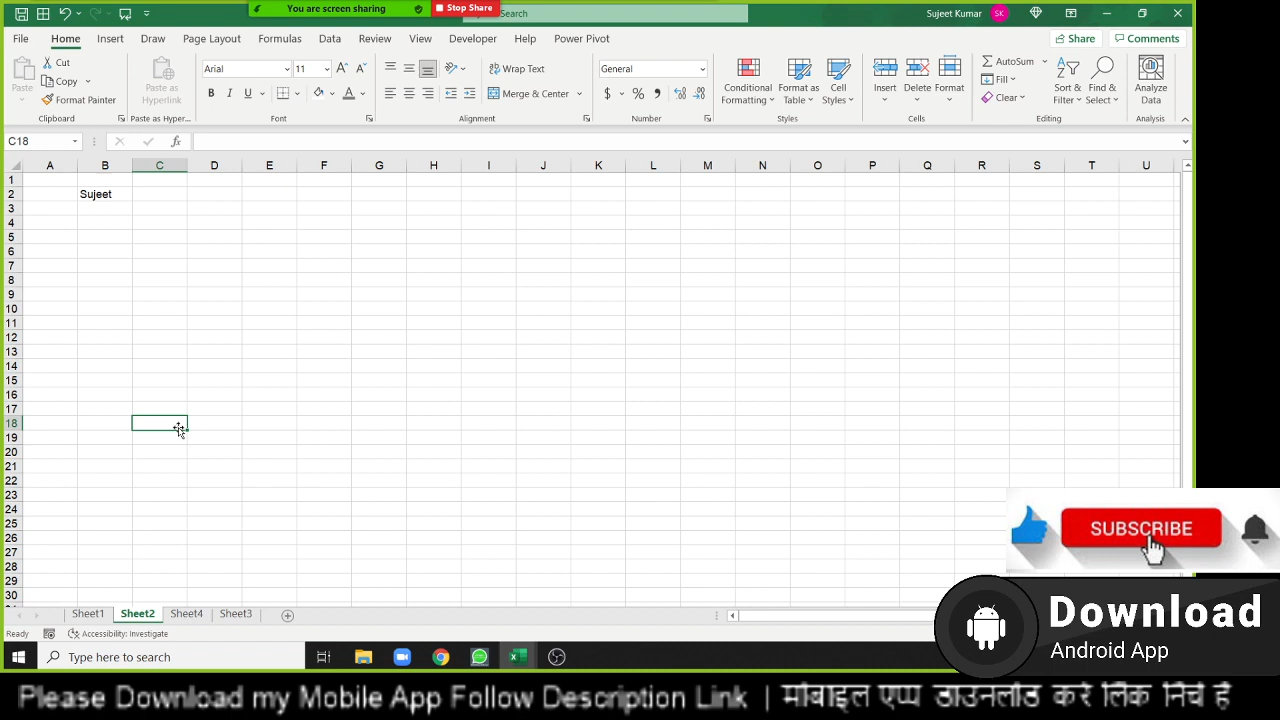 You are screen sharing
Stop Share
Search
Sujeet Kumar
SK
File Home Insert Draw Page Layout Formulas Data Review View Developer Help Power Pivot
Share
Comments
Paste
Cut
Copy
Format Painter
Clipboard
Paste as Hyperlink
Paste as Hyper...
Arial
11
B I U
Font
Wrap Text
Merge & Center
Alignment
General
$ % ,
Number
Conditional Formatting
Format as Table
Cell Styles
Styles
Insert
Delete
Format
Cells
AutoSum
Fill
Clear
Sort & Filter
Find & Select
Editing
Analyze Data
Analysis
C18
fx
A B C D E F G H I J K L M N O P Q R S T U
1
2 Sujeet
3
4
5
6
7
8
9
10
11
12
13
14
15
16
17
18
19
20
21
22
23
24
25
26
27
28
29
30
SUBSCRIBE
Sheet1 Sheet2 Sheet4 Sheet3
Ready
Accessibility: Investigate
Download
Android App
Type here to search
Please Download my Mobile App Follow Description Link | मोबाइल एप्प डाउनलोड करे लिंक निचे है